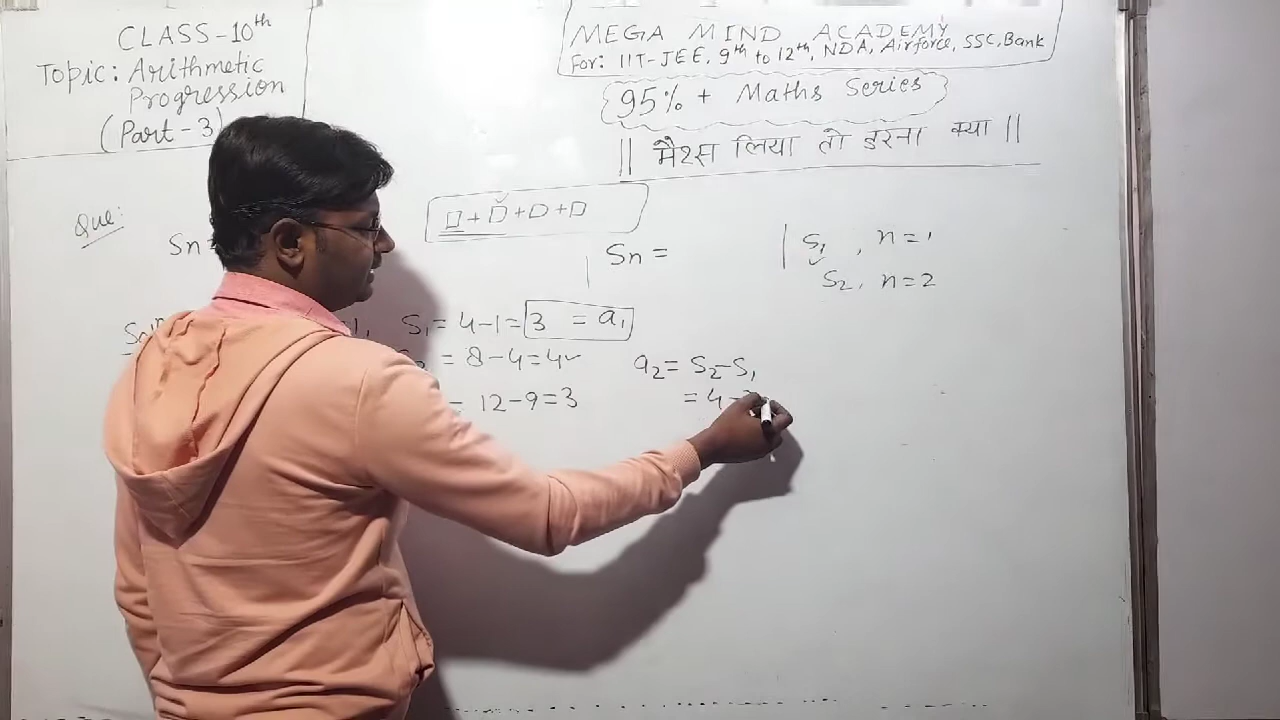 CLASS-10th
Topic: Arithmetic
Progression
(Part-3)
MEGA MIND ACADEMY
For: IIT-JEE, 9th to 12th, NDA, Airforce, SSC, Bank
95% + Maths Series
|| मैथ्स लिया तो डरना क्या ||
Que:
□ + □ + □ + □
Sn=
Sn =
S₁, n=1
S₂, n=2
S₁ = 4-1 = 3 = a₁
= 8-4=4
= 12-9=3
a₂ = S₂-S₁
= 4-